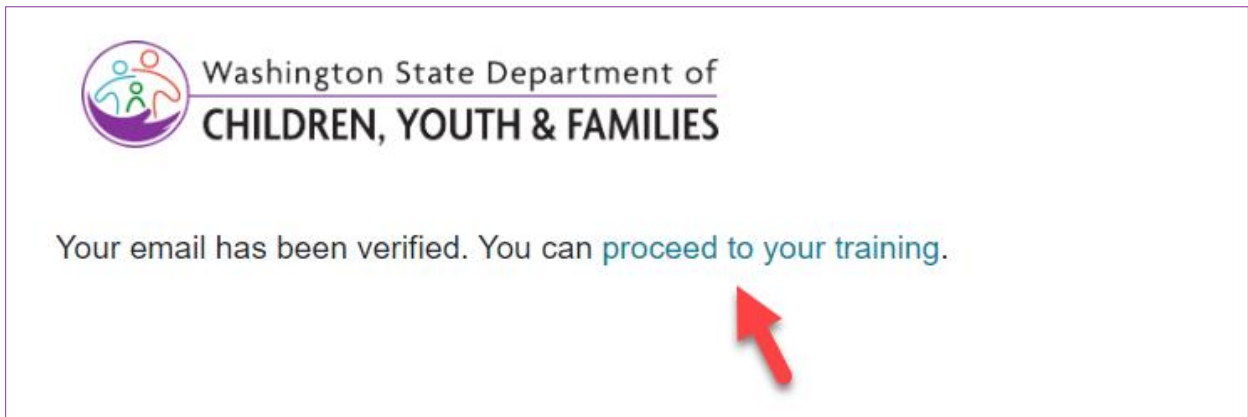 Washington State Department of
CHILDREN, YOUTH & FAMILIES
Your email has been verified. You can proceed to your training.